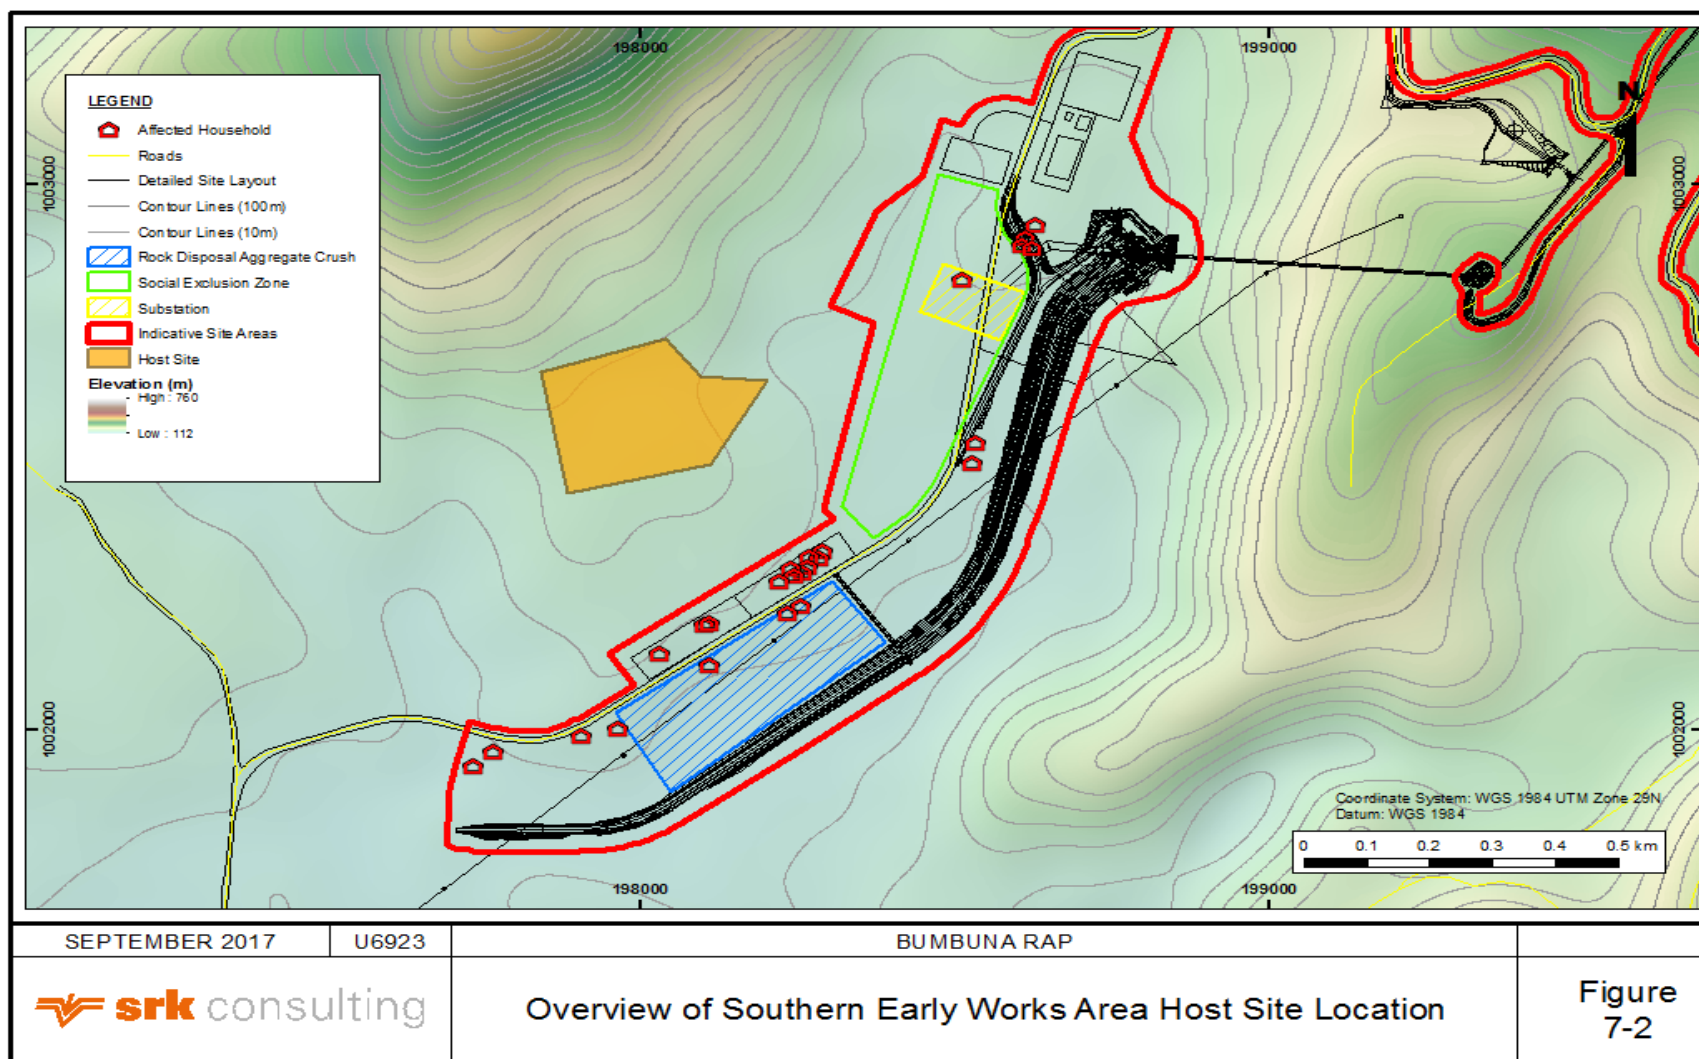 198000
199000
N
LEGEND
Affected Household
Roads
Detailed Site Layout
Contour Lines (100m)
Contour Lines (10m)
Rock Disposal Aggregate Crush
Social Exclusion Zone
Substation
Indicative Site Areas
Host Site
Elevation (m)
High : 760
Low : 112
1003000
1003000
1002000
1002000
Coordinate System: WGS 1984 UTM Zone 29N
Datum: WGS 1984
0 0.1 0.2 0.3 0.4 0.5 km
198000
199000
SEPTEMBER 2017
U6923
BUMBUNA RAP
srk consulting
Overview of Southern Early Works Area Host Site Location
Figure
7-2